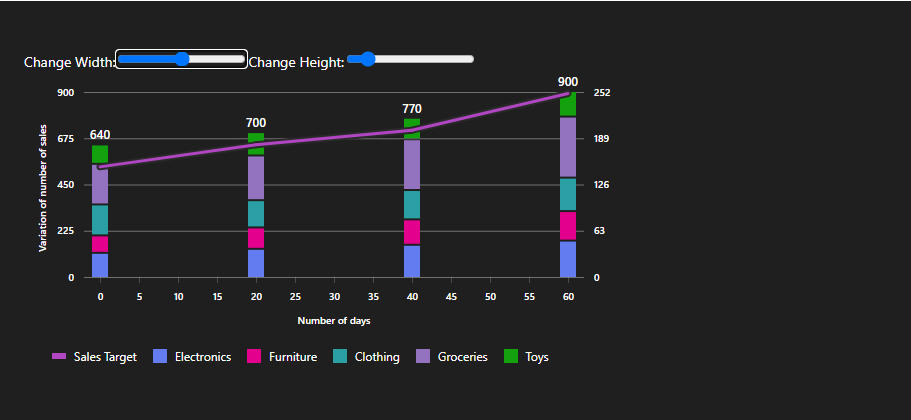 Change Width: Change Height:
900
770
700
640
900 252
675 189
450 126
225 63
0 0
Variation of number of sales
0 5 10 15 20 25 30 35 40 45 50 55 60
Number of days
Sales Target Electronics Furniture Clothing Groceries Toys